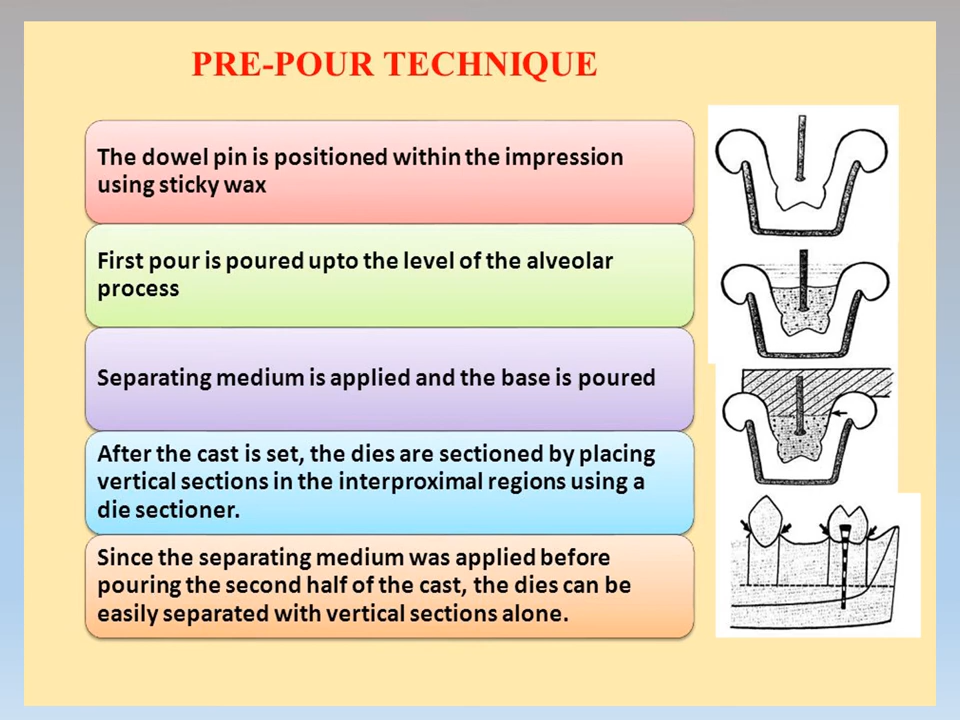 PRE-POUR TECHNIQUE
The dowel pin is positioned within the impression
using sticky wax
First pour is poured upto the level of the alveolar
process
Separating medium is applied and the base is poured
After the cast is set, the dies are sectioned by placing
vertical sections in the interproximal regions using a
die sectioner.
Since the separating medium was applied before
pouring the second half of the cast, the dies can be
easily separated with vertical sections alone.